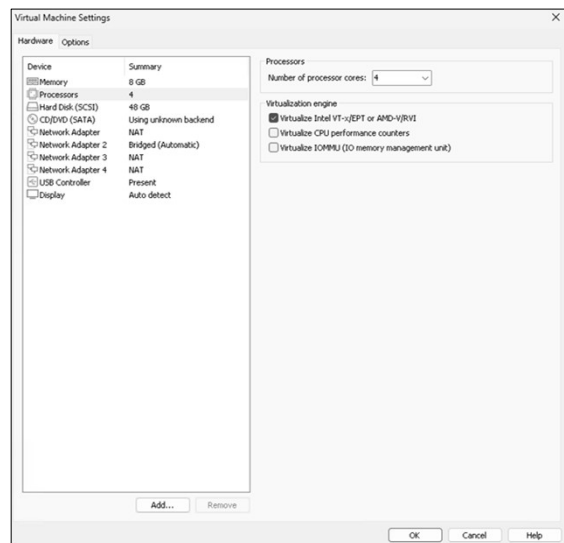 Virtual Machine Settings
Hardware Options
Device Summary
Memory 8 GB
Processors 4
Hard Disk (SCSI) 48 GB
CD/DVD (SATA) Using unknown backend
Network Adapter NAT
Network Adapter 2 Bridged (Automatic)
Network Adapter 3 NAT
Network Adapter 4 NAT
USB Controller Present
Display Auto detect
Add... Remove
Processors
Number of processor cores: 4
Virtualization engine
Virtualize Intel VT-x/EPT or AMD-V/RVI
Virtualize CPU performance counters
Virtualize IOMMU (IO memory management unit)
OK Cancel Help